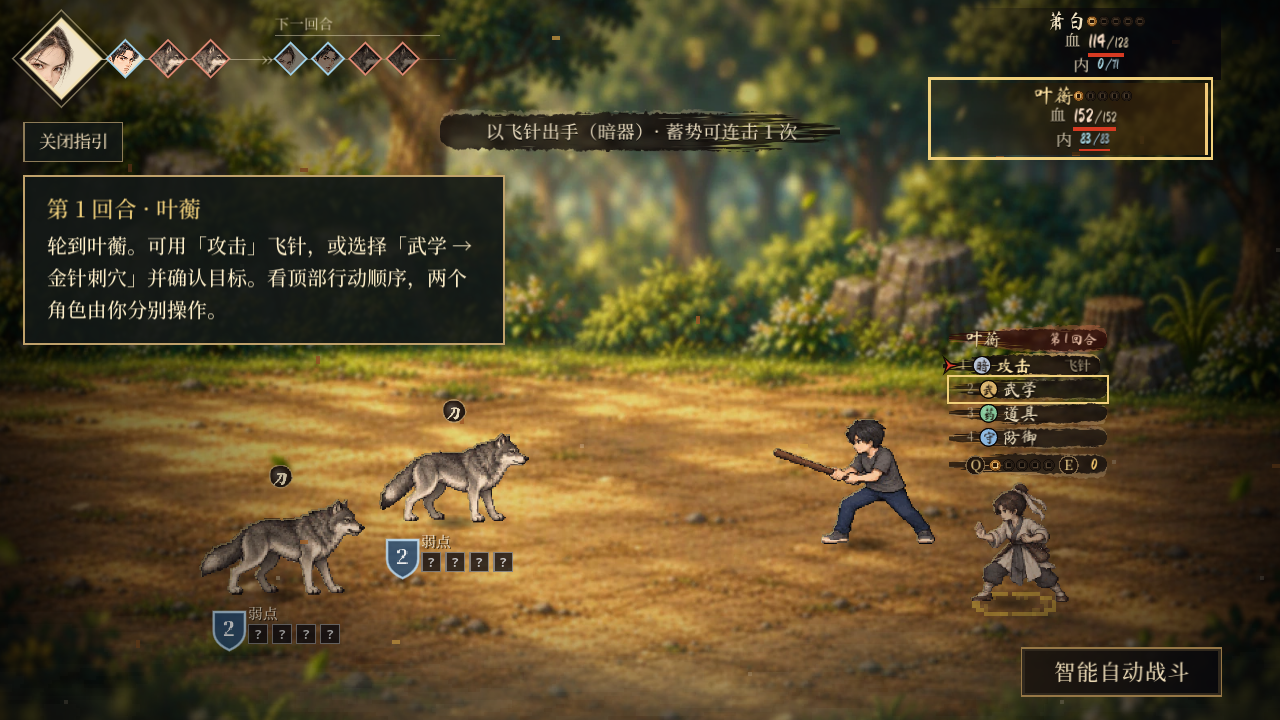 下一回合
萧白
血 114/128
内 0/71
叶蘅
血 152/152
内 83/83
关闭指引
以飞针出手（暗器）· 蓄势可连击 1 次
第 1 回合 · 叶蘅
轮到叶蘅。可用「攻击」飞针，或选择「武学 →
金针刺穴」并确认目标。看顶部行动顺序，两个
角色由你分别操作。
叶蘅 第1回合
1 暗 攻击 飞针
2 武 武学
3 药 道具
4 守 防御
Q E 0
刀
刀
2 弱点
? ? ? ?
2 弱点
? ? ? ?
智能自动战斗